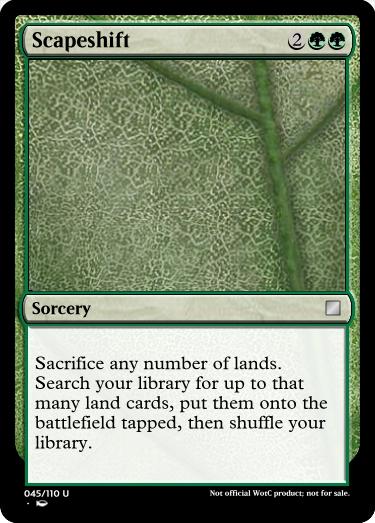 Scapeshift 2
Sorcery
Sacrifice any number of lands.
Search your library for up to that
many land cards, put them onto the
battlefield tapped, then shuffle your
library.
045/110 U
Not official WotC product; not for sale.